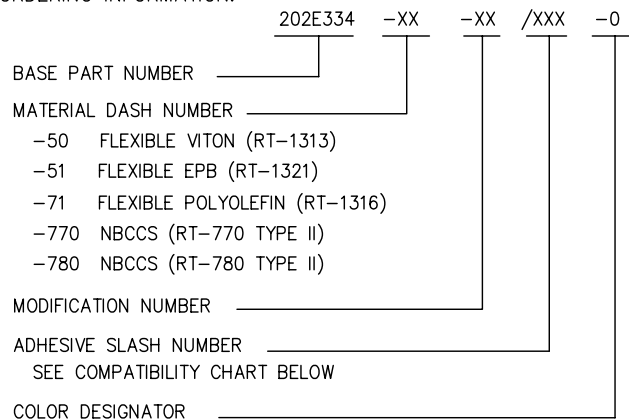 202E334 -XX -XX /XXX -0
BASE PART NUMBER
MATERIAL DASH NUMBER
-50 FLEXIBLE VITON (RT-1313)
-51 FLEXIBLE EPB (RT-1321)
-71 FLEXIBLE POLYOLEFIN (RT-1316)
-770 NBCCS (RT-770 TYPE II)
-780 NBCCS (RT-780 TYPE II)
MODIFICATION NUMBER
ADHESIVE SLASH NUMBER
SEE COMPATIBILITY CHART BELOW
COLOR DESIGNATOR